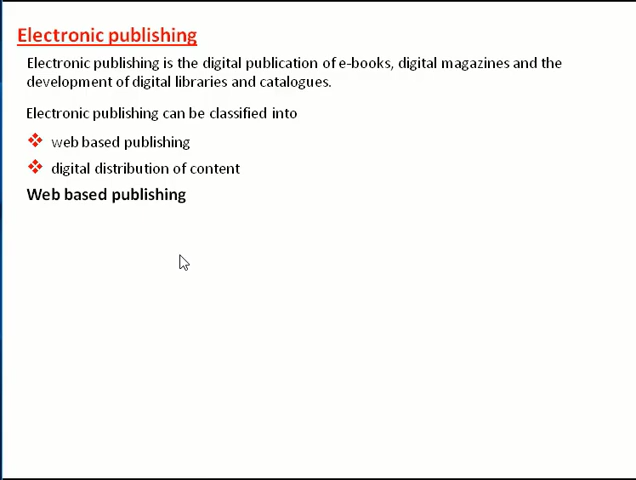 Electronic publishing
Electronic publishing is the digital publication of e-books, digital magazines and the
development of digital libraries and catalogues.
Electronic publishing can be classified into
web based publishing
digital distribution of content
Web based publishing